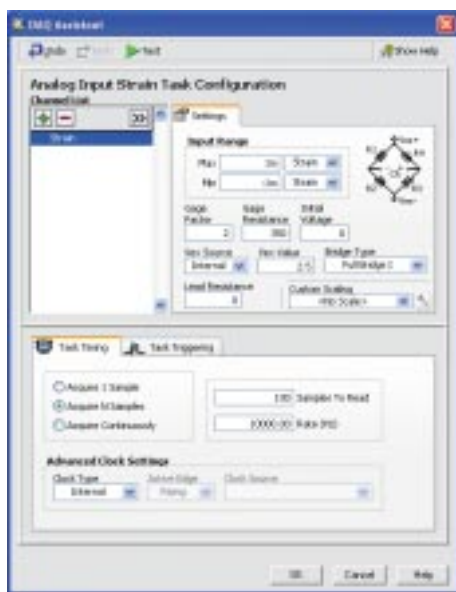 DAQ Assistant
Undo Test Show Help
Analog Input Strain Task Configuration
Channel List
Settings
Strain
Input Range
Max Strain
Min Strain
Gage Factor Gage Resistance Initial Voltage
2 350 0
Vex Source Vex Value Bridge Type
Internal 2.5 Full Bridge I
Lead Resistance Custom Scaling
0 <No Scale>
Task Timing Task Triggering
Acquire 1 Sample
Acquire N Samples
Acquire Continuously
100 Samples To Read
10000.00 Rate (Hz)
Advanced Clock Settings
Clock Type Active Edge Clock Source
Internal Rising
OK Cancel Help